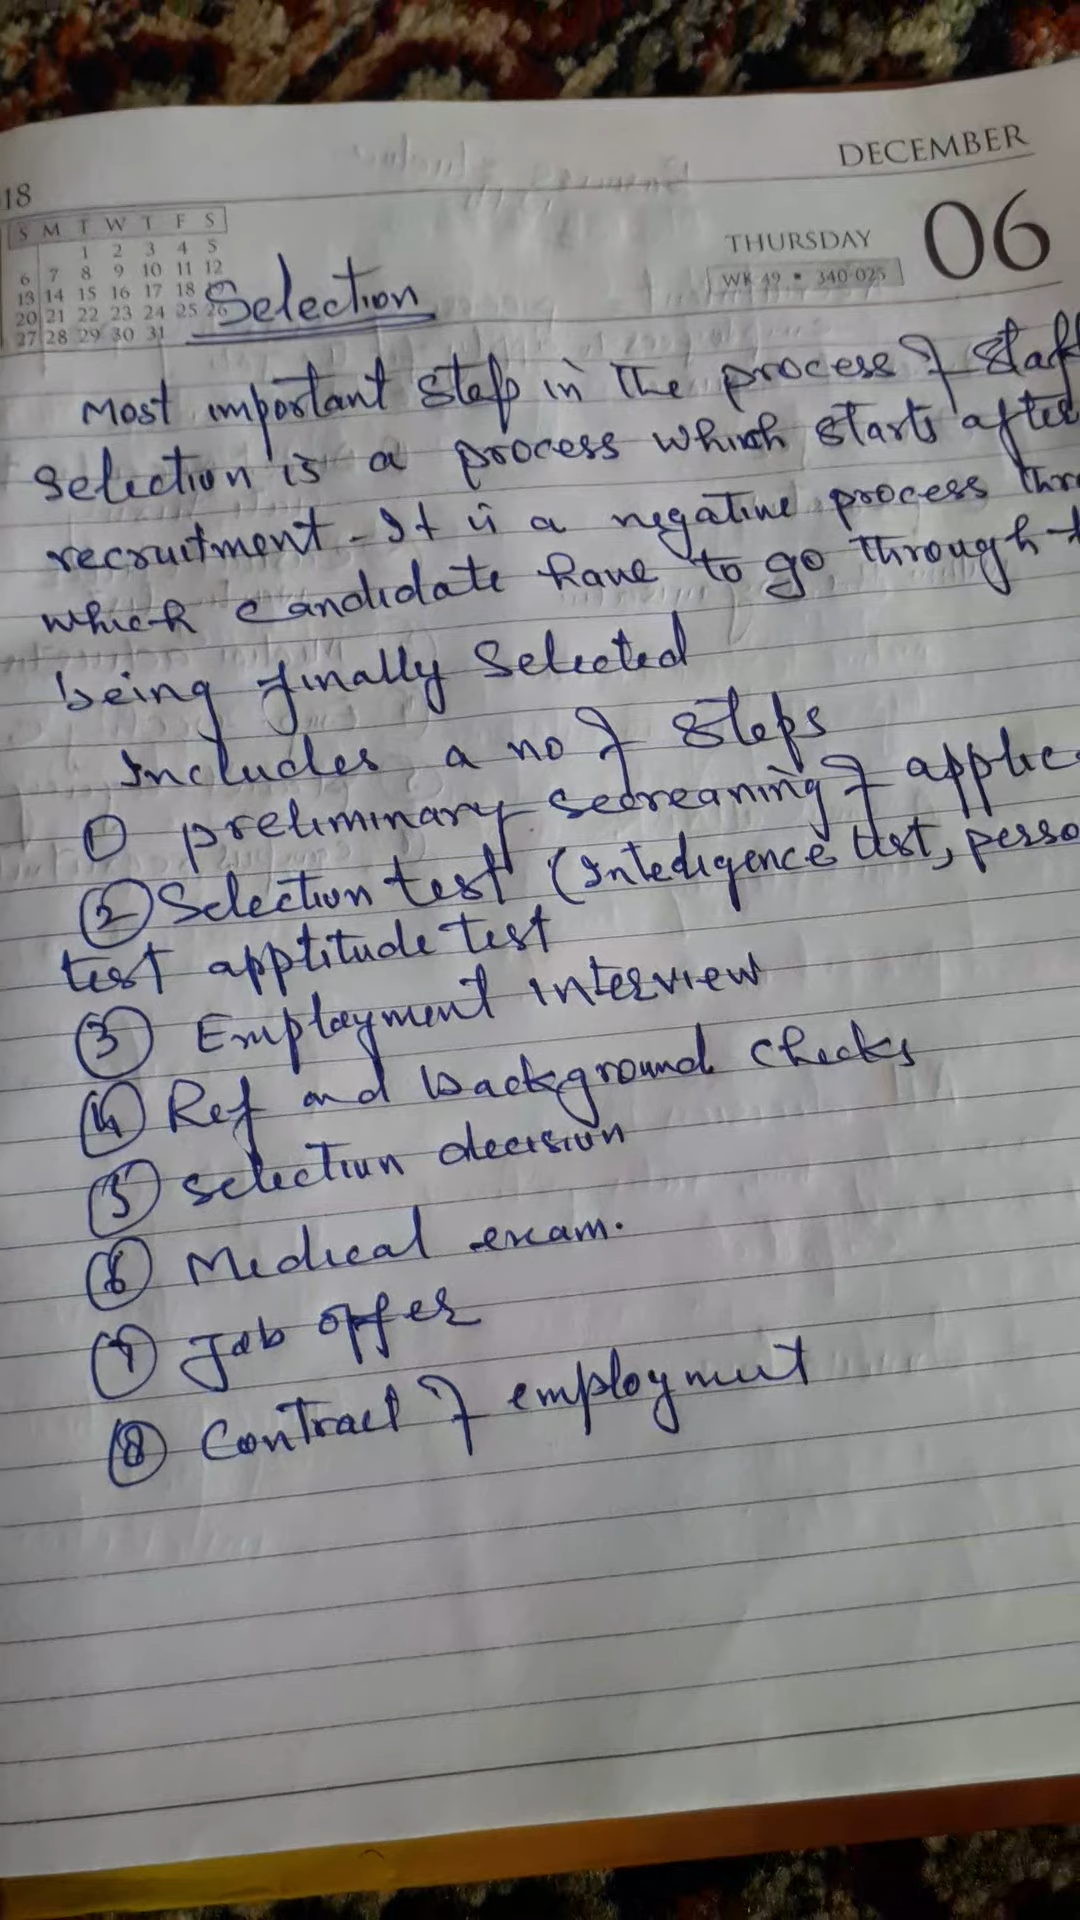 DECEMBER
18
THURSDAY 06
WK 49 • 340-025
S M T W T F S
1 2 3 4 5
6 7 8 9 10 11 12
13 14 15 16 17 18
20 21 22 23 24 25 26
27 28 29 30 31
Selection
Most important step in the process of staff
selection is a process which starts after
recruitment. It is a negative process thro
which candidate have to go through t
being finally selected
Includes a no of steps
① preliminary secreaning of applic
② Selection test (Intedigence test, perso
test apptitude test
③ Employment interview
④ Ref and background checks
⑤ selection decision
⑥ Medical exam.
⑦ Job offer
⑧ Contract of employment